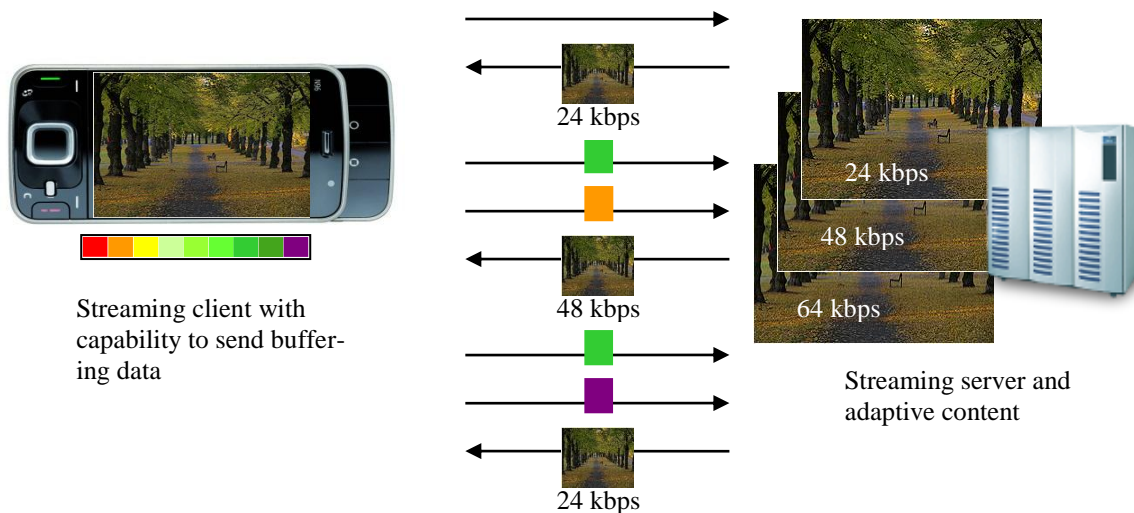 24 kbps
48 kbps
24 kbps
N96
24 kbps
48 kbps
64 kbps
Streaming client with
capability to send buffer-
ing data
Streaming server and
adaptive content